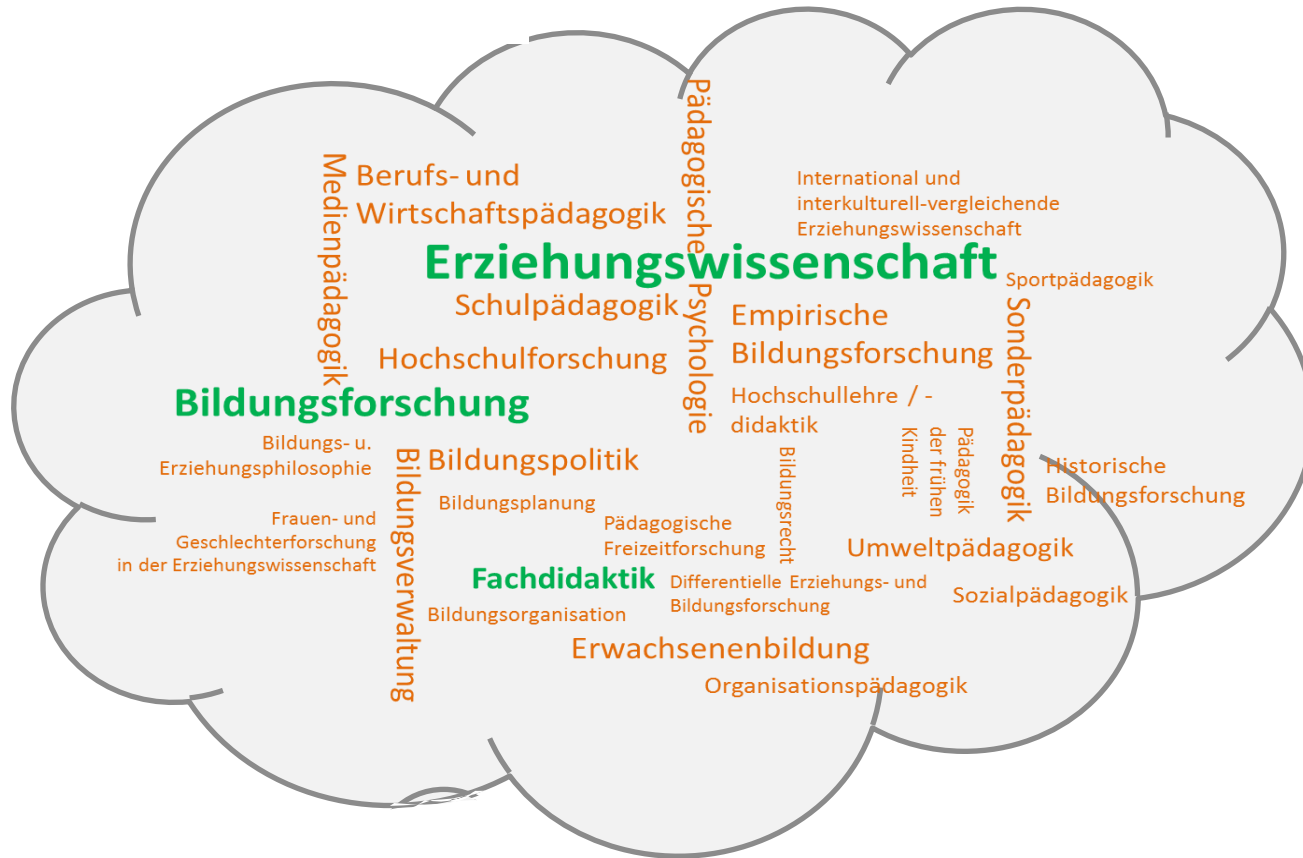 Pädagogische Psychologie
Medienpädagogik
Berufs- und
Wirtschaftspädagogik
International und
interkulturell-vergleichende
Erziehungswissenschaft
Erziehungswissenschaft
Sportpädagogik
Schulpädagogik
Sonderpädagogik
Empirische
Bildungsforschung
Hochschulforschung
Bildungsforschung
Hochschullehre / -
didaktik
Bildungs- u.
Erziehungsphilosophie
Bildungsverwaltung
Bildungspolitik
Bildungsrecht
Pädagogik
der frühen
Kindheit
Historische
Bildungsforschung
Bildungsplanung
Frauen- und
Geschlechterforschung
in der Erziehungswissenschaft
Pädagogische
Freizeitforschung
Umweltpädagogik
Fachdidaktik
Differentielle Erziehungs- und
Bildungsforschung
Sozialpädagogik
Bildungsorganisation
Erwachsenenbildung
Organisationspädagogik